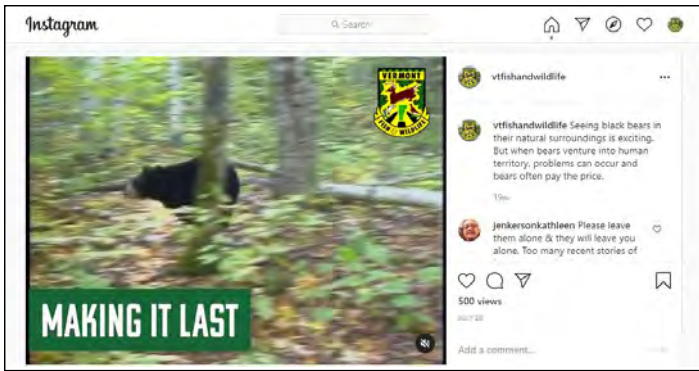 Instagram
Search
VERMONT
FISH & WILDLIFE
MAKING IT LAST
vtfishandwildlife
vtfishandwildlife Seeing black bears in
their natural surroundings is exciting.
But when bears venture into human
territory, problems can occur and
bears often pay the price.
19w
jenkersonkathleen Please leave
them alone & they will leave you
alone. Too many recent stories of
500 views
Add a comment...